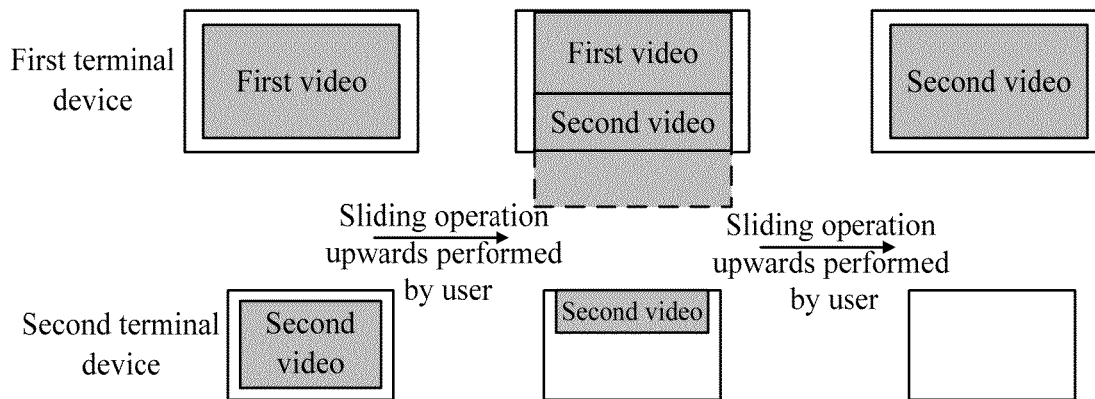 First terminal
device
First video
First video
Second video
Second video
Sliding operation
upwards performed
by user
Sliding operation
upwards performed
by user
Second terminal
device
Second
video
Second video